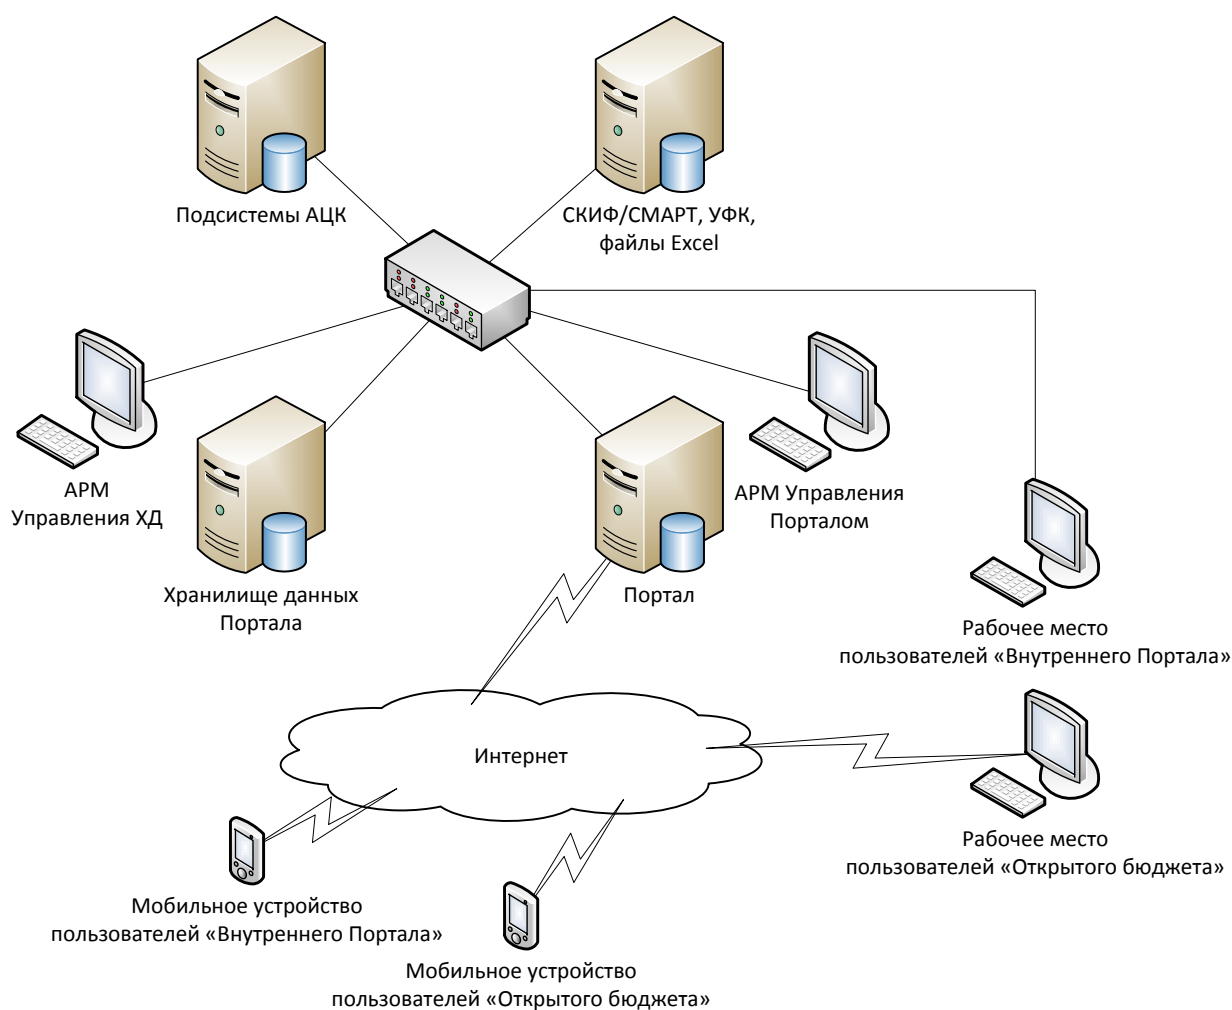 Подсистемы АЦК
СКИФ/СМАРТ, УФК,
файлы Excel
АРМ
Управления ХД
АРМ Управления
Порталом
Хранилище данных
Портала
Портал
Рабочее место
пользователей «Внутреннего Портала»
Интернет
Рабочее место
пользователей «Открытого бюджета»
Мобильное устройство
пользователей «Внутреннего Портала»
Мобильное устройство
пользователей «Открытого бюджета»